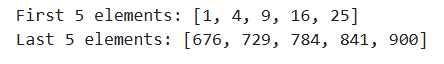 First 5 elements: [1, 4, 9, 16, 25]
Last 5 elements: [676, 729, 784, 841, 900]